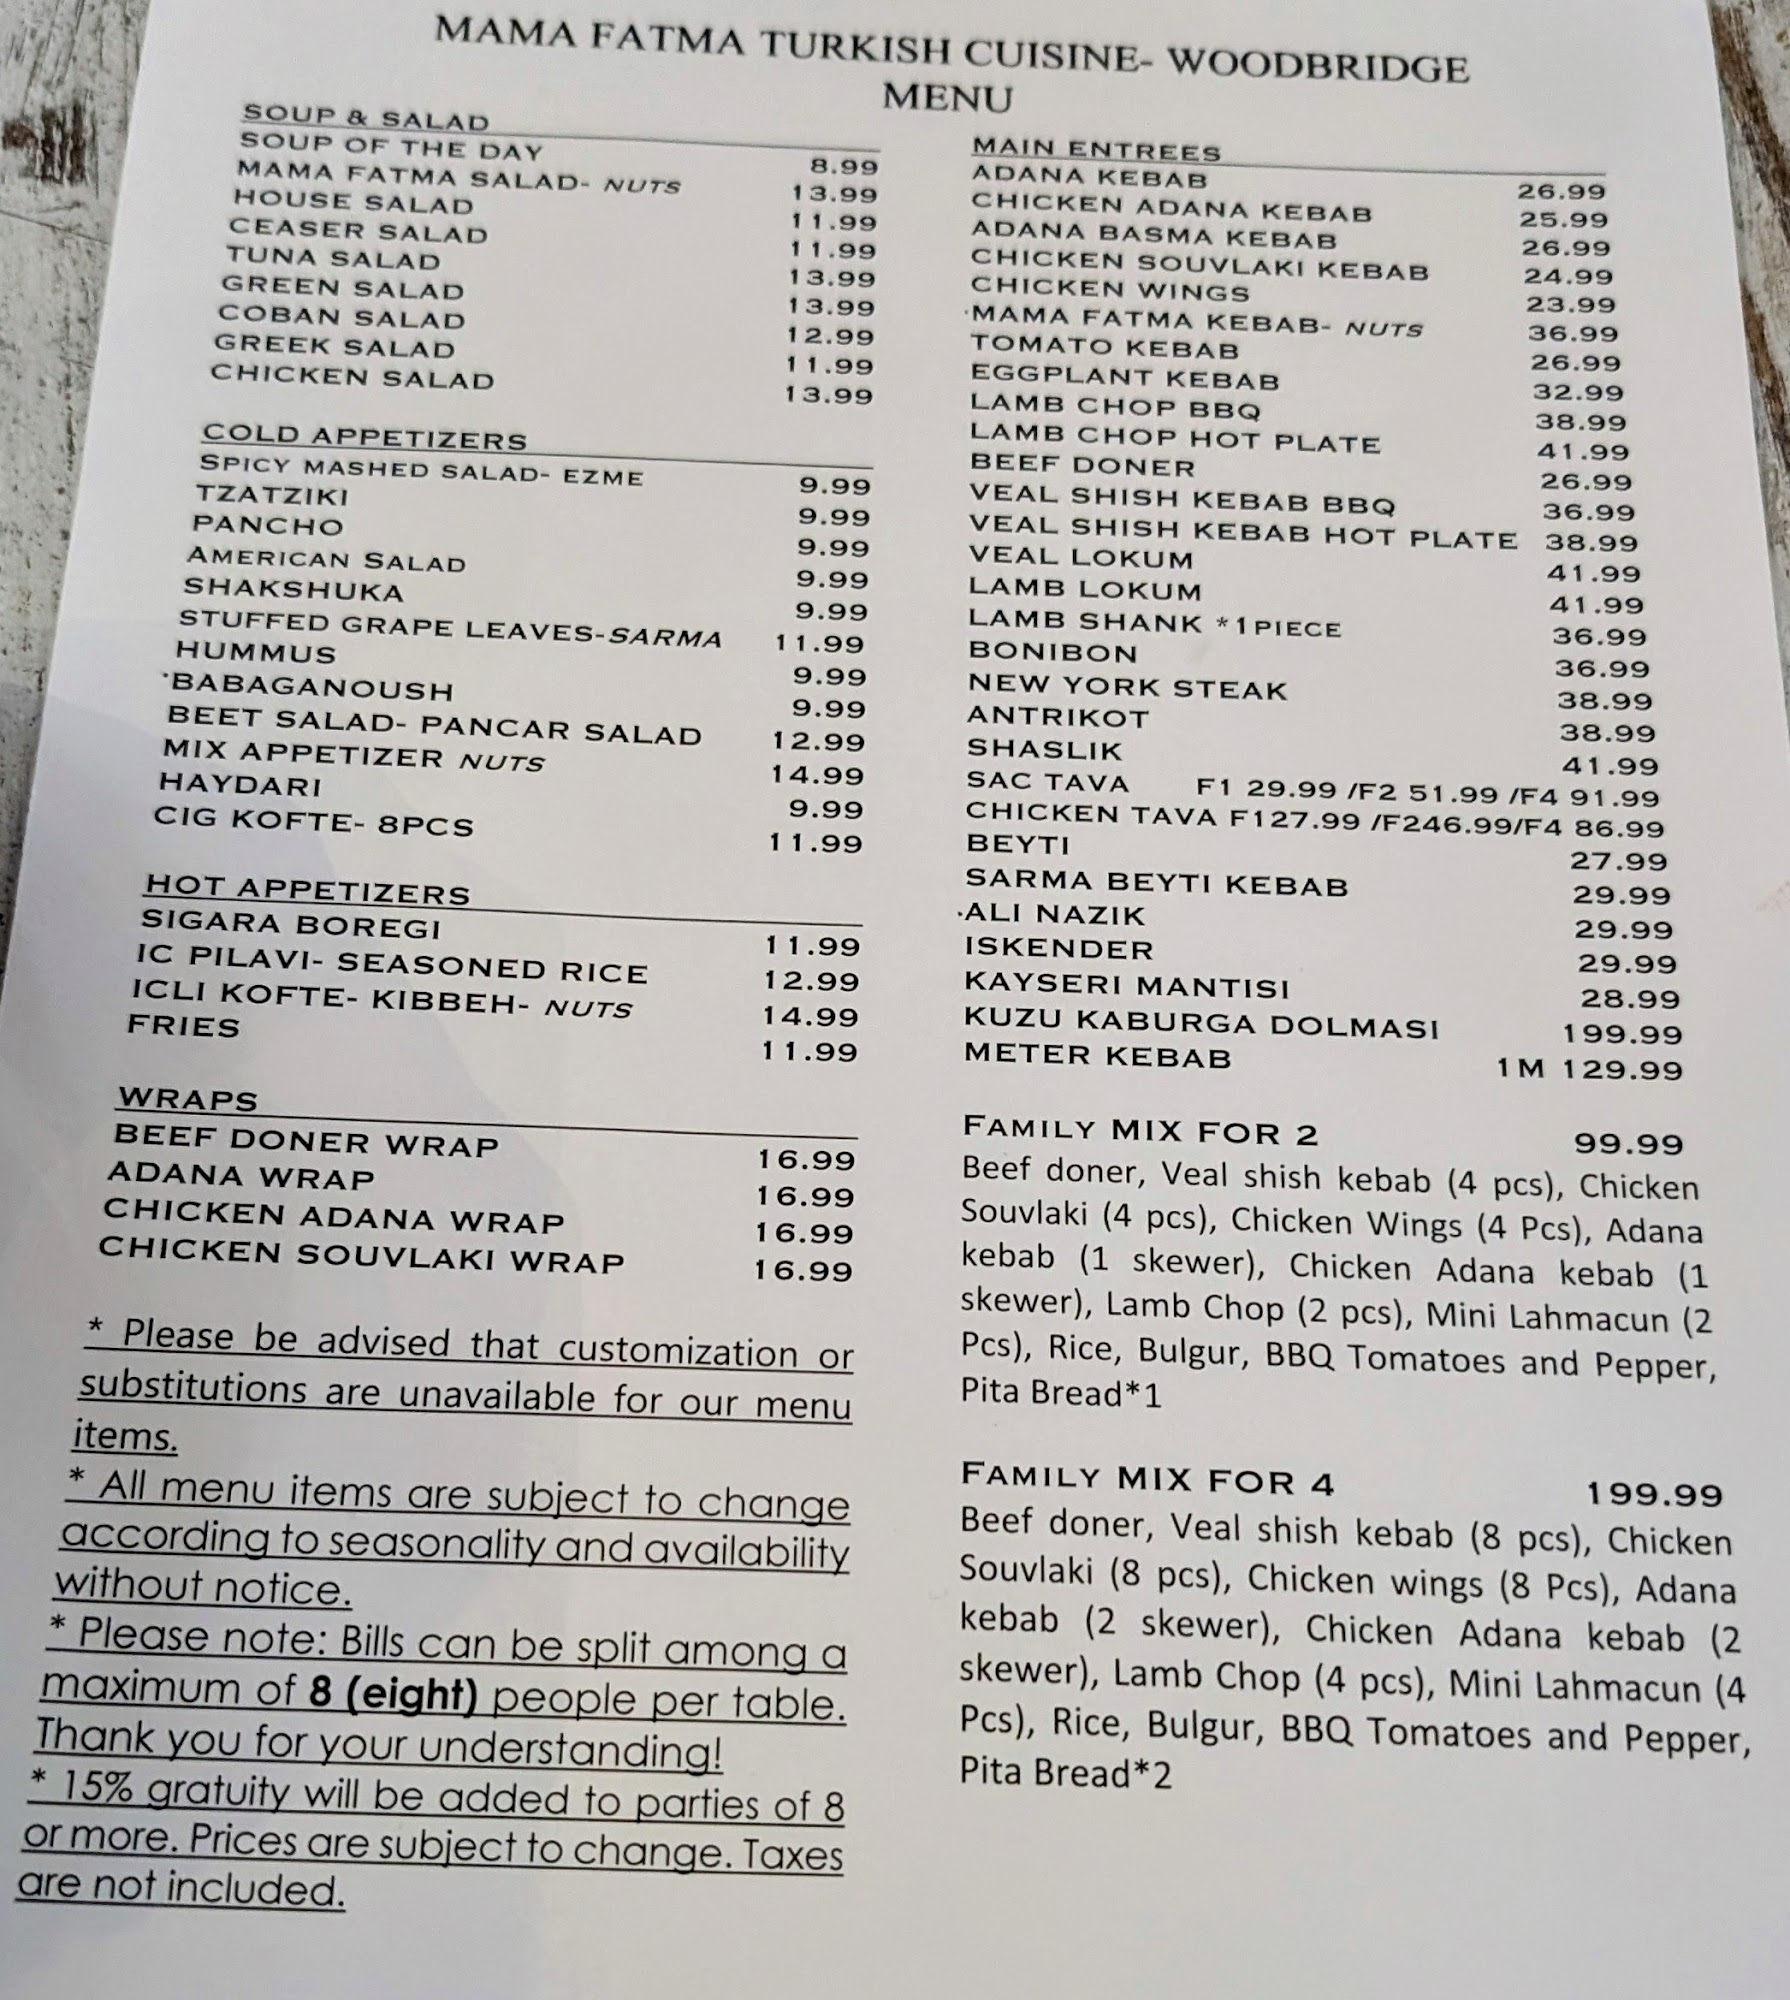 MAMA FATMA TURKISH CUISINE- WOODBRIDGE
MENU
SOUP & SALAD
SOUP OF THE DAY 8.99
MAMA FATMA SALAD- NUTS 13.99
HOUSE SALAD 11.99
CEASER SALAD 11.99
TUNA SALAD 13.99
GREEN SALAD 13.99
COBAN SALAD 12.99
GREEK SALAD 11.99
CHICKEN SALAD 13.99
COLD APPETIZERS
SPICY MASHED SALAD- EZME 9.99
TZATZIKI 9.99
PANCHO 9.99
AMERICAN SALAD 9.99
SHAKSHUKA 9.99
STUFFED GRAPE LEAVES-SARMA 11.99
HUMMUS 9.99
BABAGANOUSH 9.99
BEET SALAD- PANCAR SALAD 12.99
MIX APPETIZER NUTS 14.99
HAYDARI 9.99
CIG KOFTE- 8PCS 11.99
HOT APPETIZERS
SIGARA BOREGI 11.99
IC PILAVI- SEASONED RICE 12.99
ICLI KOFTE- KIBBEH- NUTS 14.99
FRIES 11.99
WRAPS
BEEF DONER WRAP 16.99
ADANA WRAP 16.99
CHICKEN ADANA WRAP 16.99
CHICKEN SOUVLAKI WRAP 16.99
* Please be advised that customization or
substitutions are unavailable for our menu
items.
* All menu items are subject to change
according to seasonality and availability
without notice.
* Please note: Bills can be split among a
maximum of 8 (eight) people per table.
Thank you for your understanding!
* 15% gratuity will be added to parties of 8
or more. Prices are subject to change. Taxes
are not included.
MAIN ENTREES
ADANA KEBAB 26.99
CHICKEN ADANA KEBAB 25.99
ADANA BASMA KEBAB 26.99
CHICKEN SOUVLAKI KEBAB 24.99
CHICKEN WINGS 23.99
MAMA FATMA KEBAB- NUTS 36.99
TOMATO KEBAB 26.99
EGGPLANT KEBAB 32.99
LAMB CHOP BBQ 38.99
LAMB CHOP HOT PLATE 41.99
BEEF DONER 26.99
VEAL SHISH KEBAB BBQ 36.99
VEAL SHISH KEBAB HOT PLATE 38.99
VEAL LOKUM 41.99
LAMB LOKUM 41.99
LAMB SHANK *1PIECE 36.99
BONIBON 36.99
NEW YORK STEAK 38.99
ANTRIKOT 38.99
SHASLIK 41.99
SAC TAVA F1 29.99 /F2 51.99 /F4 91.99
CHICKEN TAVA F127.99 /F246.99/F4 86.99
BEYTI 27.99
SARMA BEYTI KEBAB 29.99
ALI NAZIK 29.99
ISKENDER 29.99
KAYSERI MANTISI 28.99
KUZU KABURGA DOLMASI 199.99
METER KEBAB 1M 129.99
FAMILY MIX FOR 2 99.99
Beef doner, Veal shish kebab (4 pcs), Chicken
Souvlaki (4 pcs), Chicken Wings (4 Pcs), Adana
kebab (1 skewer), Chicken Adana kebab (1
skewer), Lamb Chop (2 pcs), Mini Lahmacun (2
Pcs), Rice, Bulgur, BBQ Tomatoes and Pepper,
Pita Bread*1
FAMILY MIX FOR 4 199.99
Beef doner, Veal shish kebab (8 pcs), Chicken
Souvlaki (8 pcs), Chicken wings (8 Pcs), Adana
kebab (2 skewer), Chicken Adana kebab (2
skewer), Lamb Chop (4 pcs), Mini Lahmacun (4
Pcs), Rice, Bulgur, BBQ Tomatoes and Pepper,
Pita Bread*2